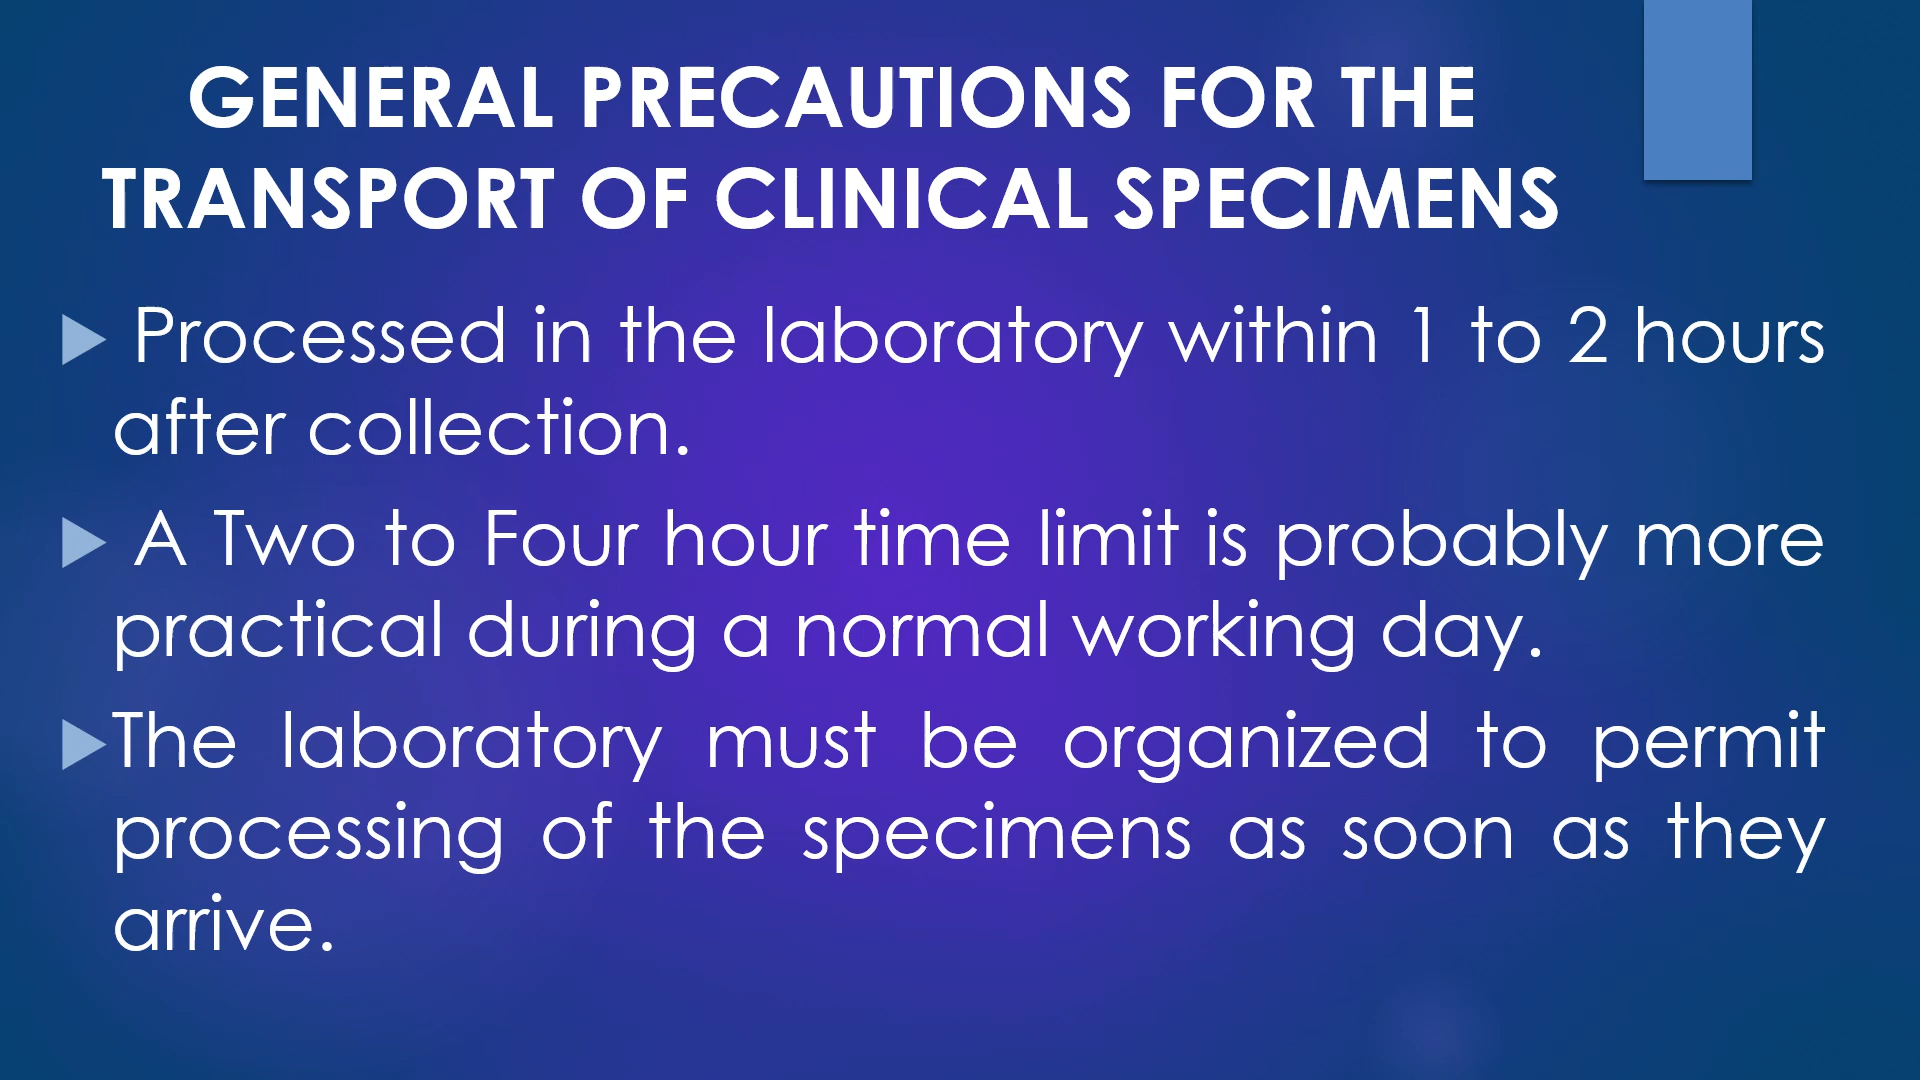 GENERAL PRECAUTIONS FOR THE
TRANSPORT OF CLINICAL SPECIMENS
Processed in the laboratory within 1 to 2 hours
after collection.
A Two to Four hour time limit is probably more
practical during a normal working day.
The laboratory must be organized to permit
processing of the specimens as soon as they
arrive.